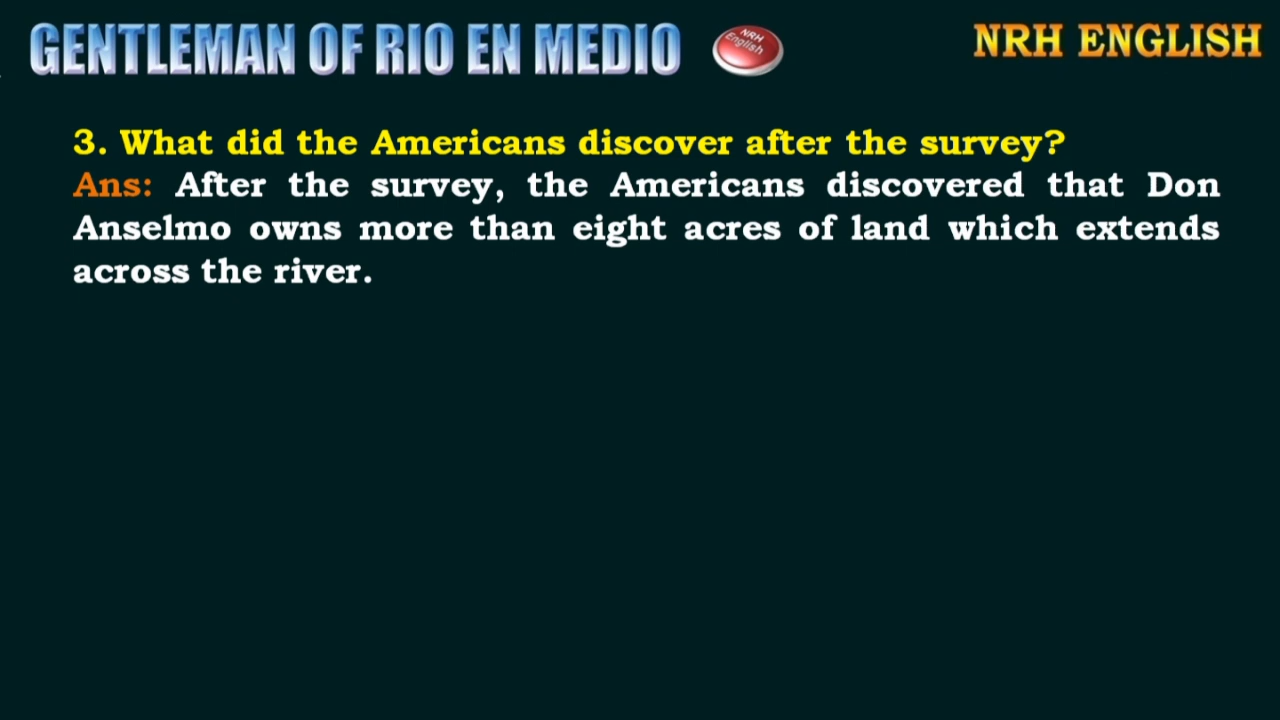 GENTLEMAN OF RIO EN MEDIO
NRH English
NRH ENGLISH
3. What did the Americans discover after the survey?
Ans: After the survey, the Americans discovered that Don
Anselmo owns more than eight acres of land which extends
across the river.